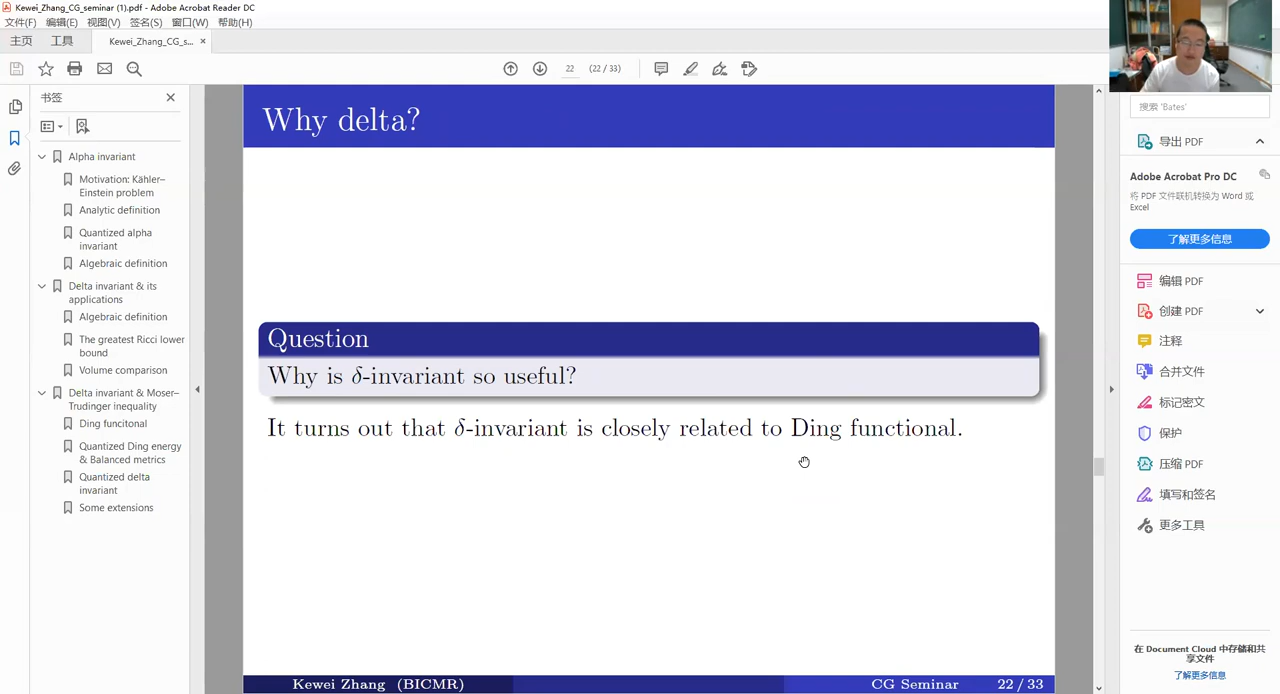 Kewei_Zhang_CG_seminar (1).pdf - Adobe Acrobat Reader DC
文件(F) 编辑(E) 视图(V) 签名(S) 窗口(W) 帮助(H)
主页 工具 Kewei_Zhang_CG_s... ×
22 (22 / 33)
书签
Alpha invariant
Motivation: Kähler–
Einstein problem
Analytic definition
Quantized alpha
invariant
Algebraic definition
Delta invariant & its
applications
Algebraic definition
The greatest Ricci lower
bound
Volume comparison
Delta invariant & Moser–
Trudinger inequality
Ding funcitonal
Quantized Ding energy
& Balanced metrics
Quantized delta
invariant
Some extensions
Why delta?
Question
Why is δ-invariant so useful?
It turns out that δ-invariant is closely related to Ding functional.
Kewei Zhang (BICMR) CG Seminar 22 / 33
搜索 'Bates'
导出 PDF
Adobe Acrobat Pro DC
将 PDF 文件联机转换为 Word 或
Excel
了解更多信息
编辑 PDF
创建 PDF
注释
合并文件
标记密文
保护
压缩 PDF
填写和签名
更多工具
在 Document Cloud 中存储和共
享文件
了解更多信息